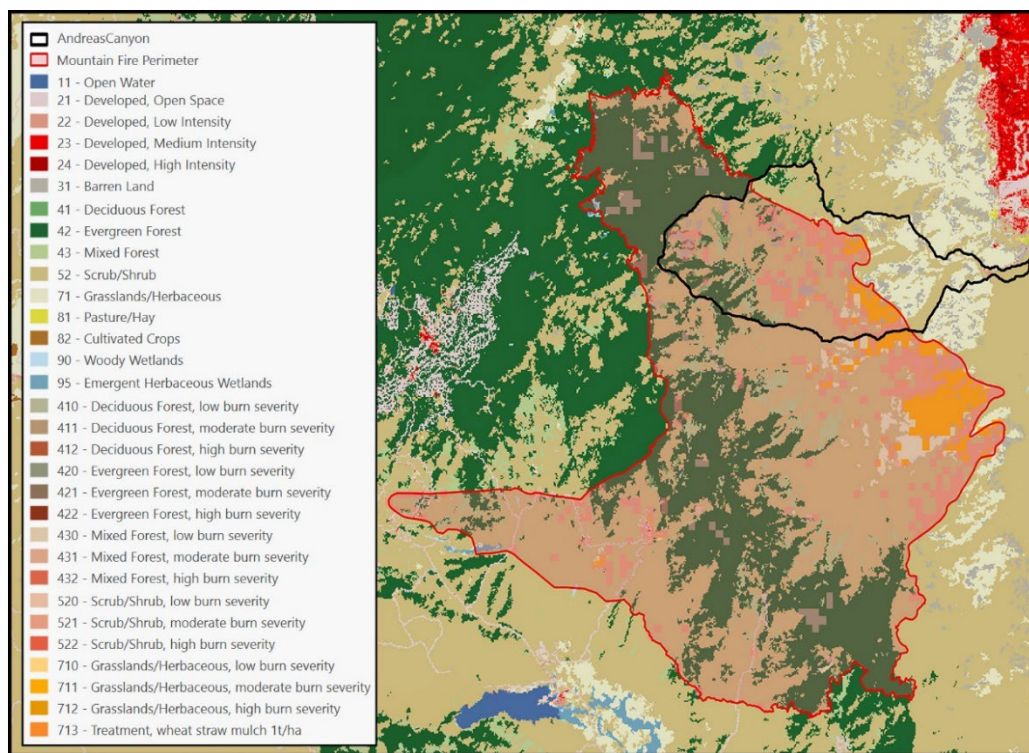 AndreasCanyon
Mountain Fire Perimeter
11 - Open Water
21 - Developed, Open Space
22 - Developed, Low Intensity
23 - Developed, Medium Intensity
24 - Developed, High Intensity
31 - Barren Land
41 - Deciduous Forest
42 - Evergreen Forest
43 - Mixed Forest
52 - Scrub/Shrub
71 - Grasslands/Herbaceous
81 - Pasture/Hay
82 - Cultivated Crops
90 - Woody Wetlands
95 - Emergent Herbaceous Wetlands
410 - Deciduous Forest, low burn severity
411 - Deciduous Forest, moderate burn severity
412 - Deciduous Forest, high burn severity
420 - Evergreen Forest, low burn severity
421 - Evergreen Forest, moderate burn severity
422 - Evergreen Forest, high burn severity
430 - Mixed Forest, low burn severity
431 - Mixed Forest, moderate burn severity
432 - Mixed Forest, high burn severity
520 - Scrub/Shrub, low burn severity
521 - Scrub/Shrub, moderate burn severity
522 - Scrub/Shrub, high burn severity
710 - Grasslands/Herbaceous, low burn severity
711 - Grasslands/Herbaceous, moderate burn severity
712 - Grasslands/Herbaceous, high burn severity
713 - Treatment, wheat straw mulch 1t/ha